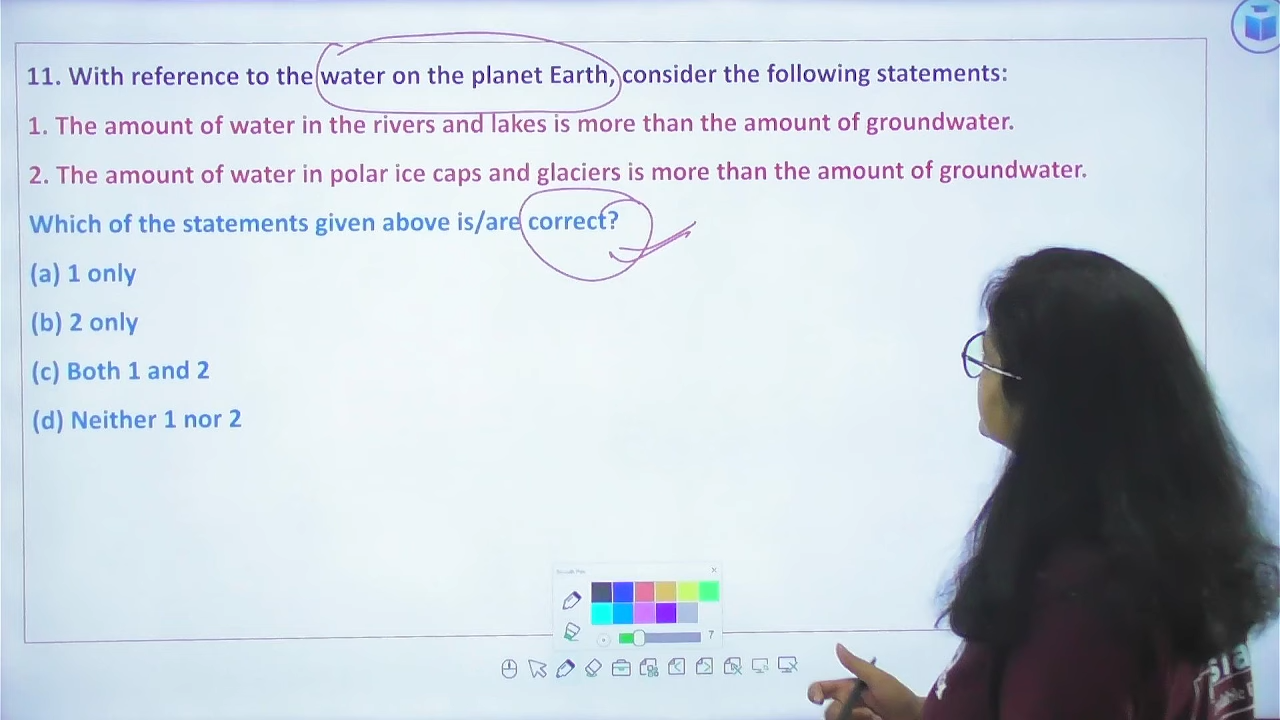 11. With reference to the water on the planet Earth, consider the following statements:
1. The amount of water in the rivers and lakes is more than the amount of groundwater.
2. The amount of water in polar ice caps and glaciers is more than the amount of groundwater.
Which of the statements given above is/are correct?
(a) 1 only
(b) 2 only
(c) Both 1 and 2
(d) Neither 1 nor 2
7